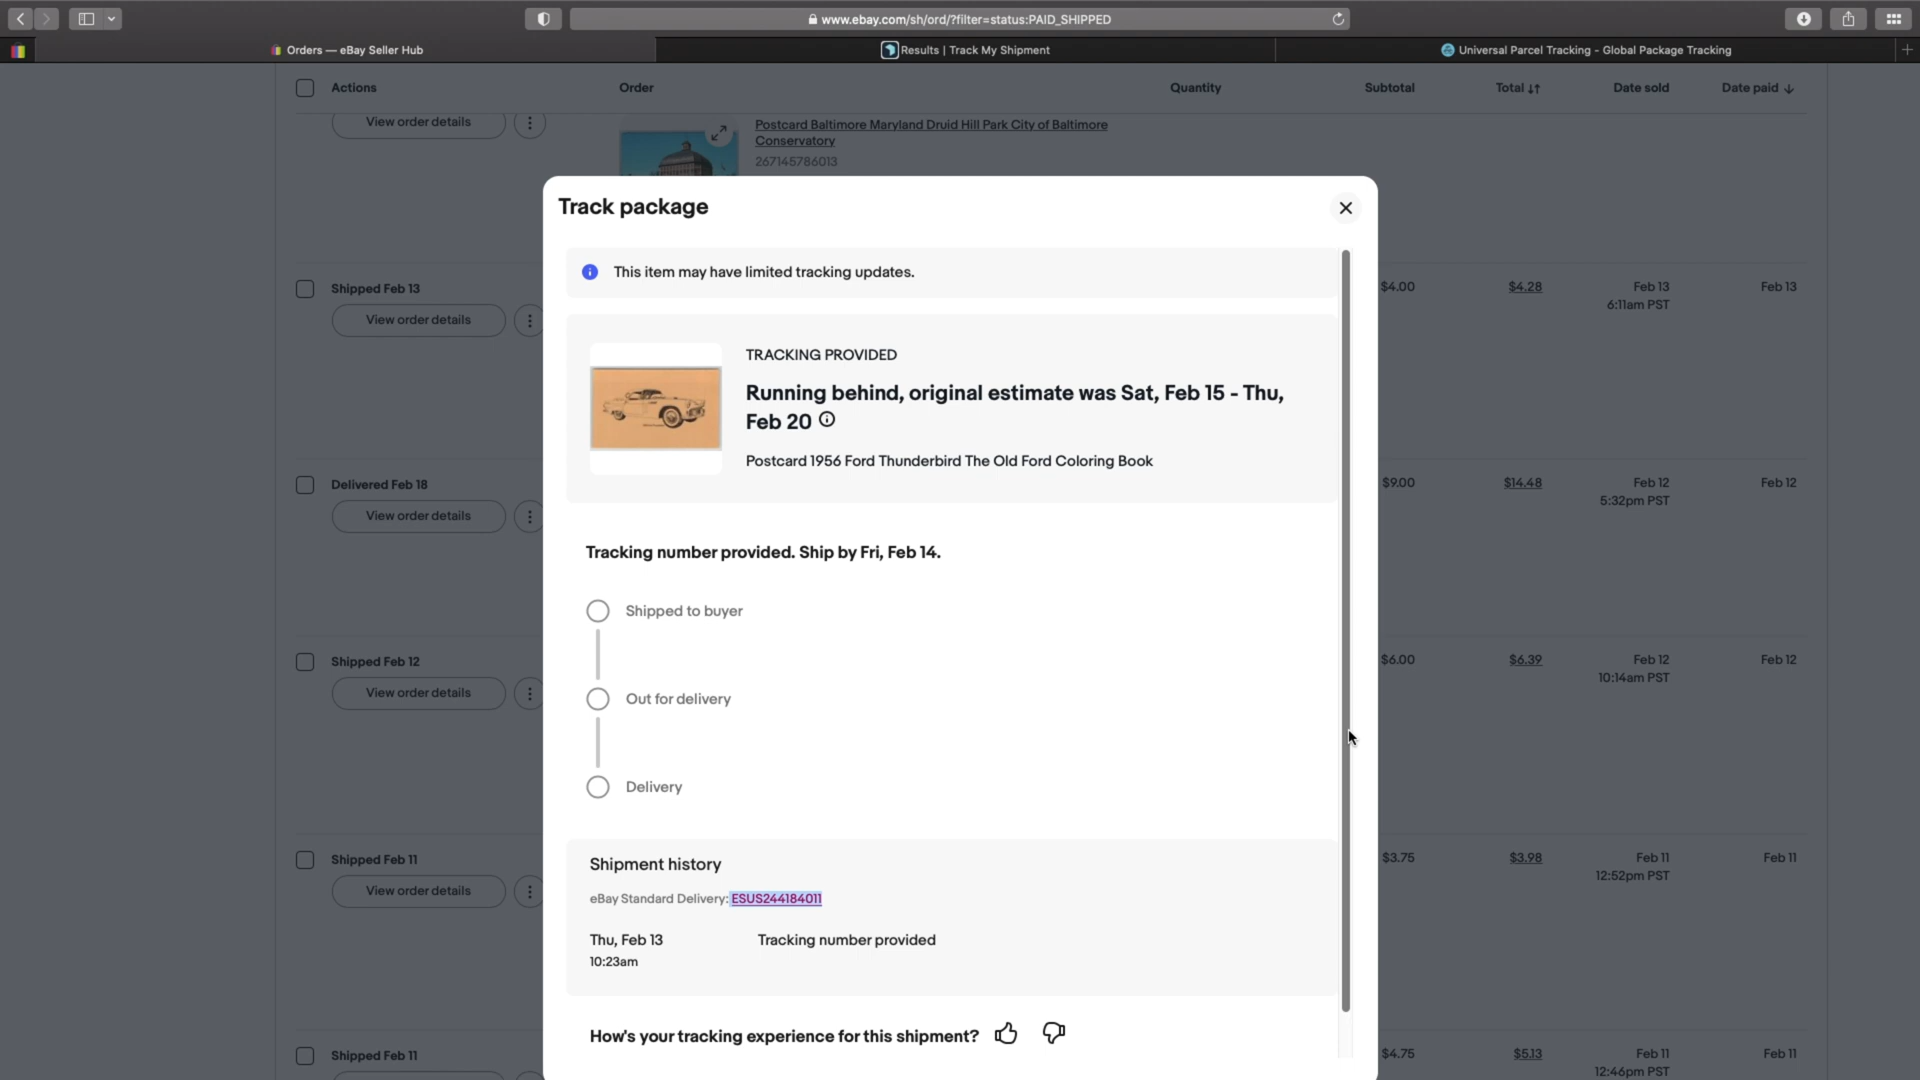 www.ebay.com/sh/ord/?filter=status:PAID_SHIPPED
Orders — eBay Seller Hub
Results | Track My Shipment
Universal Parcel Tracking - Global Package Tracking
Actions
Order
Quantity
Subtotal
Total
Date sold
Date paid
View order details
Postcard Baltimore Maryland Druid Hill Park City of Baltimore
Conservatory
267145786013
Track package
This item may have limited tracking updates.
TRACKING PROVIDED
Running behind, original estimate was Sat, Feb 15 - Thu,
Feb 20
Postcard 1956 Ford Thunderbird The Old Ford Coloring Book
Tracking number provided. Ship by Fri, Feb 14.
Shipped to buyer
Out for delivery
Delivery
Shipment history
eBay Standard Delivery: ESUS244184011
Thu, Feb 13
Tracking number provided
10:23am
How's your tracking experience for this shipment?
Shipped Feb 13
View order details
$4.00
$4.28
Feb 13
6:11am PST
Feb 13
Delivered Feb 18
View order details
$9.00
$14.48
Feb 12
5:32pm PST
Feb 12
Shipped Feb 12
View order details
$6.00
$6.39
Feb 12
10:14am PST
Feb 12
Shipped Feb 11
View order details
$3.75
$3.98
Feb 11
12:52pm PST
Feb 11
Shipped Feb 11
$4.75
$5.13
Feb 11
12:46pm PST
Feb 11